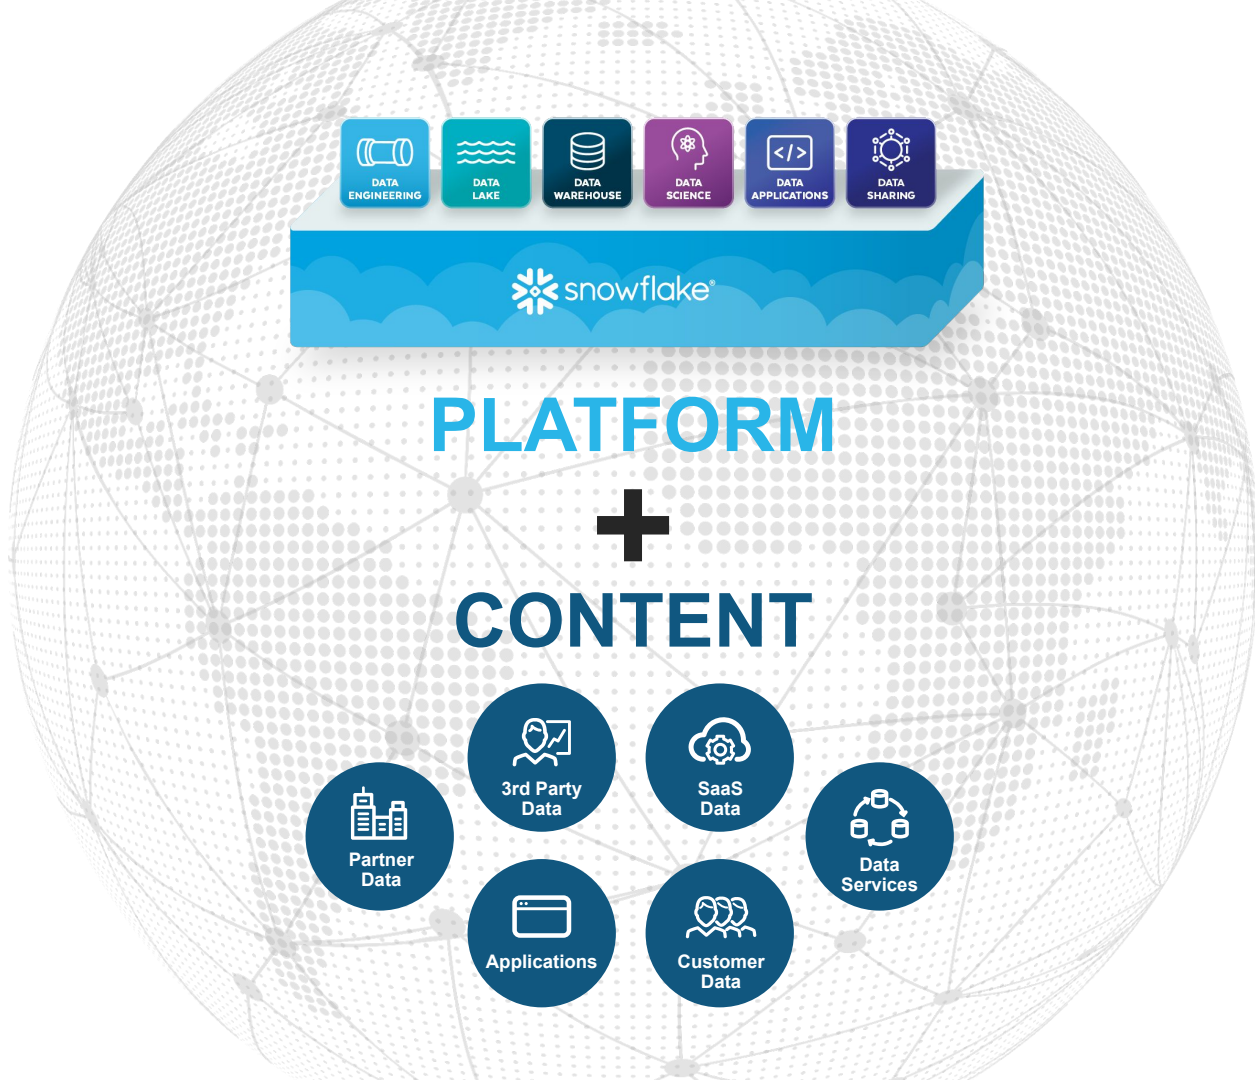 DATA
ENGINEERING
DATA
LAKE
DATA
WAREHOUSE
DATA
SCIENCE
</>
DATA
APPLICATIONS
DATA
SHARING
snowflake®
PLATFORM
+
CONTENT
3rd Party
Data
SaaS
Data
Partner
Data
Data
Services
Applications
Customer
Data